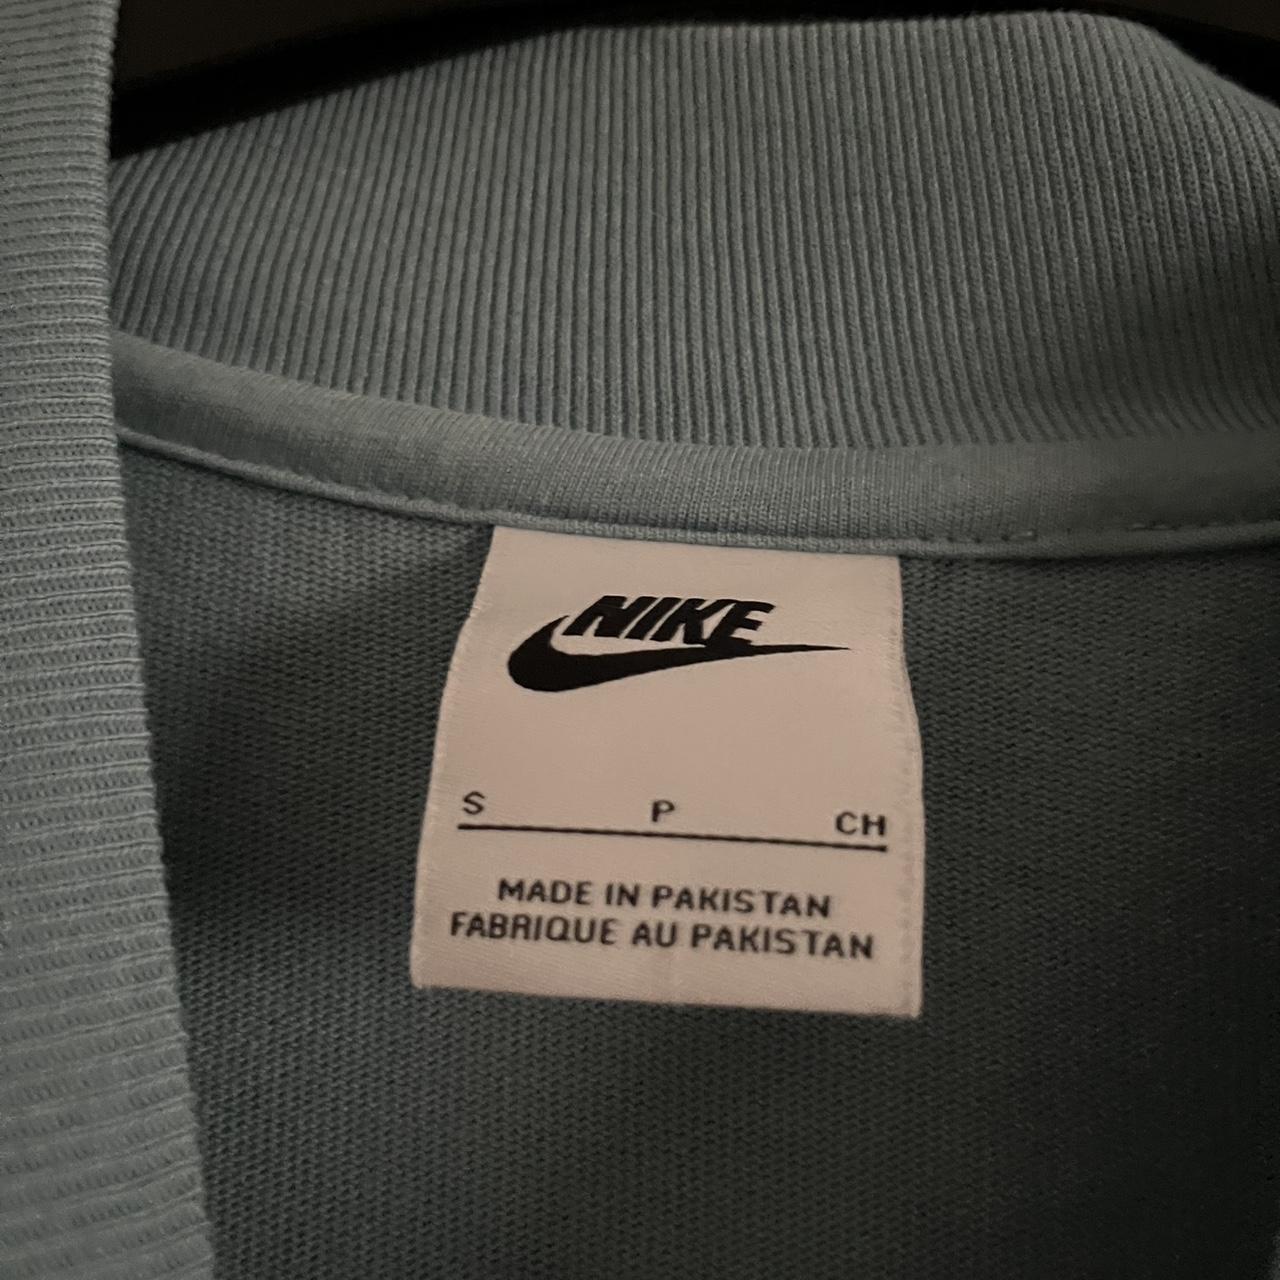 NIKE
S P CH
MADE IN PAKISTAN
FABRIQUE AU PAKISTAN